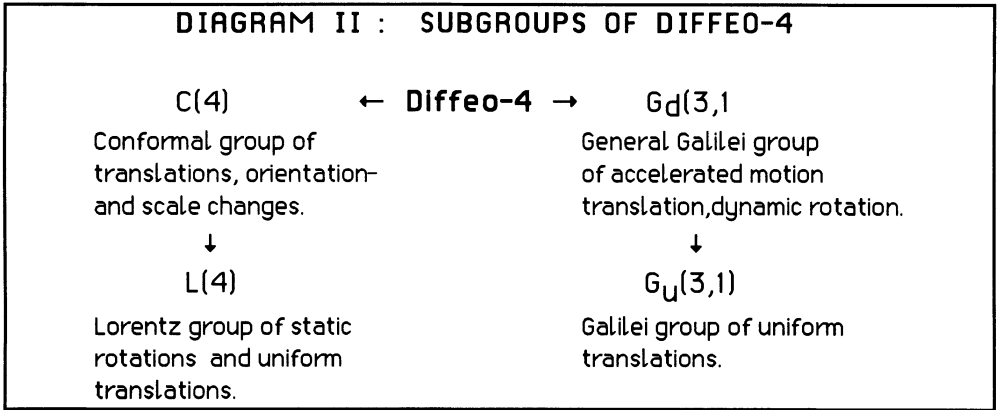 DIAGRAM II : SUBGROUPS OF DIFFEO-4
C(4) ← Diffeo-4 → Gd(3,1
Conformal group of
translations, orientation-
and scale changes.
General Galilei group
of accelerated motion
translation,dynamic rotation.
↓ ↓
L(4) Gu(3,1)
Lorentz group of static
rotations and uniform
translations.
Galilei group of uniform
translations.